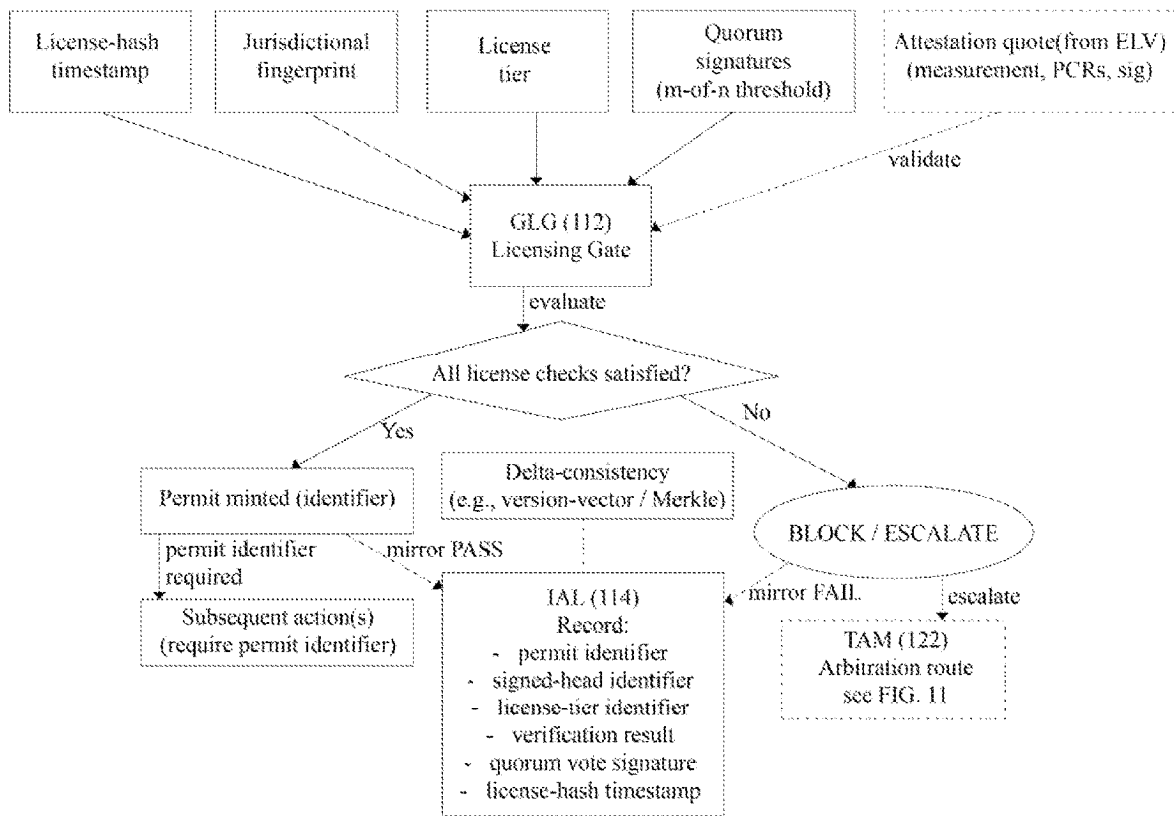 License-hash
timestamp
Jurisdictional
fingerprint
License
tier
Quorum
signatures
(m-of-n threshold)
Attestation quote(from ELV)
(measurement, PCRs, sig)
validate
GLG (112)
Licensing Gate
evaluate
All license checks satisfied?
Yes
No
Permit minted (identifier)
Delta-consistency
(e.g., version-vector / Merkle)
BLOCK / ESCALATE
permit identifier
required
mirror PASS
mirror FAIL.
escalate
Subsequent action(s)
(require permit identifier)
IAL (114)
Record:
- permit identifier
- signed-head identifier
- license-tier identifier
- verification result
- quorum vote signature
- license-hash timestamp
TAM (122)
Arbitration route
see FIG. 11